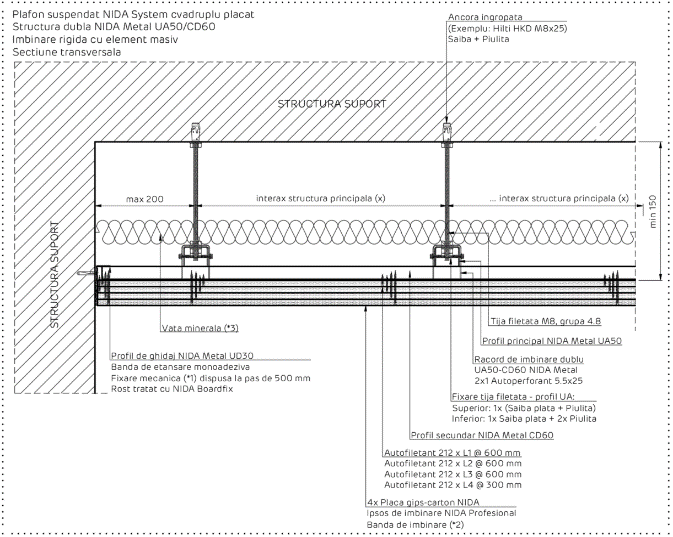 Plafon suspendat NIDA System cvadruplu placat
Structura dubla NIDA Metal UA50/CD60
Imbinare rigida cu element masiv
Sectiune transversala
Ancora ingropata
(Exemplu: Hilti HKD M8x25)
Saiba + Piulita
STRUCTURA SUPORT
STRUCTURA SUPORT
max 200
interax structura principala (x)
... interax structura principala (x)
min 150
Vata minerala (*3)
Tija filetata M8, grupa 4.8
Profil principal NIDA Metal UA50
Profil de ghidaj NIDA Metal UD30
Banda de etansare monoadeziva
Fixare mecanica (*1) dispusa la pas de 500 mm
Rost tratat cu NIDA Boardfix
Racord de imbinare dublu
UA50-CD60 NIDA Metal
2x1 Autoperforant 5.5x25
Fixare tija filetata - profil UA:
Superior: 1x (Saiba plata + Piulita)
Inferior: 1x Saiba plata + 2x Piulita
Profil secundar NIDA Metal CD60
Autofiletant 212 x L1 @ 600 mm
Autofiletant 212 x L2 @ 600 mm
Autofiletant 212 x L3 @ 600 mm
Autofiletant 212 x L4 @ 300 mm
4x Placa gips-carton NIDA
Ipsos de imbinare NIDA Profesional
Banda de imbinare (*2)